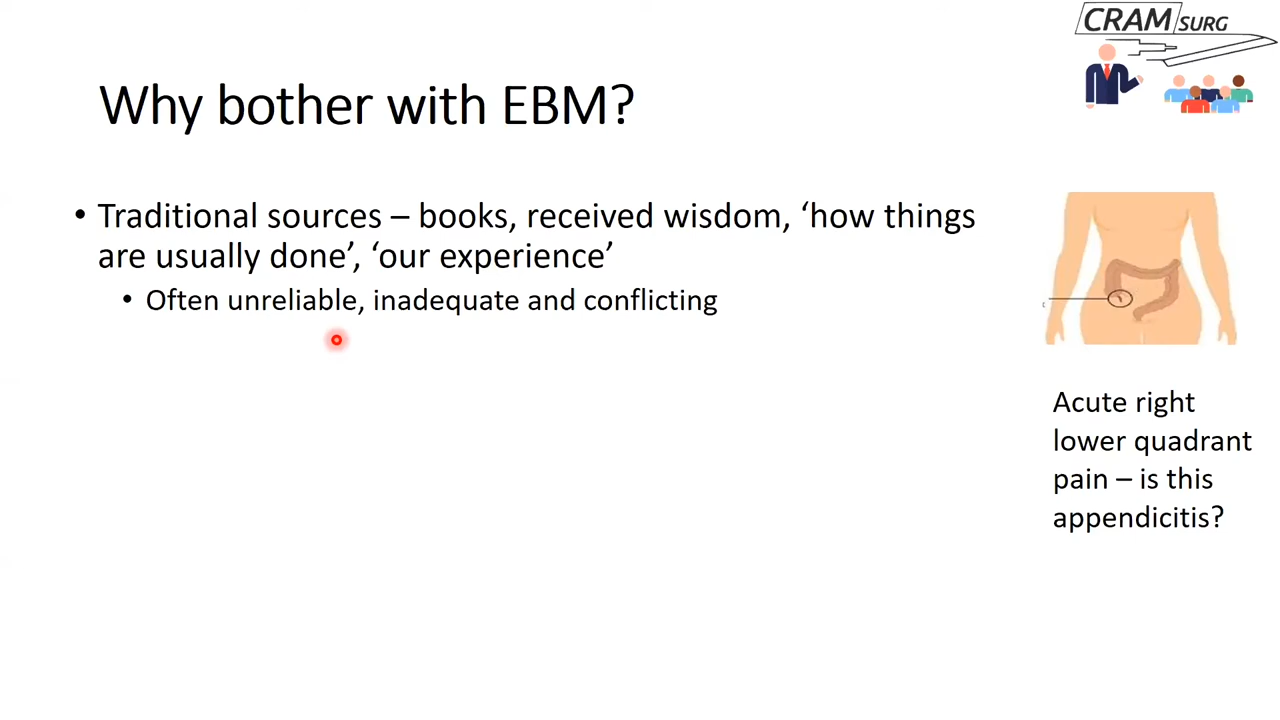 CRAM SURG
Why bother with EBM?
• Traditional sources – books, received wisdom, ‘how things
are usually done’, ‘our experience’
• Often unreliable, inadequate and conflicting
t
Acute right
lower quadrant
pain – is this
appendicitis?